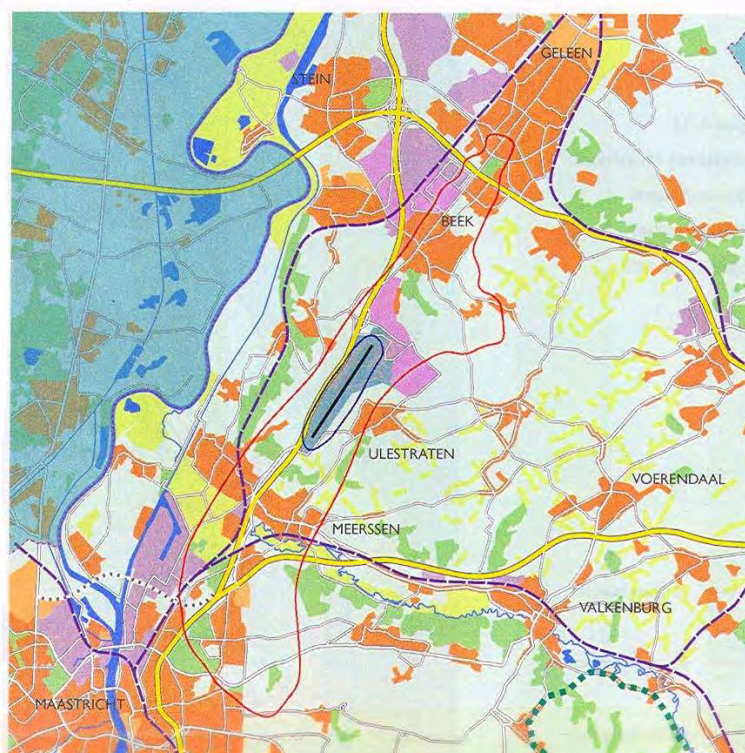 GELEEN
STEIN
BEEK
ULESTRATEN
VOERENDAAL
MEERSSEN
VALKENBURG
MAASTRICHT